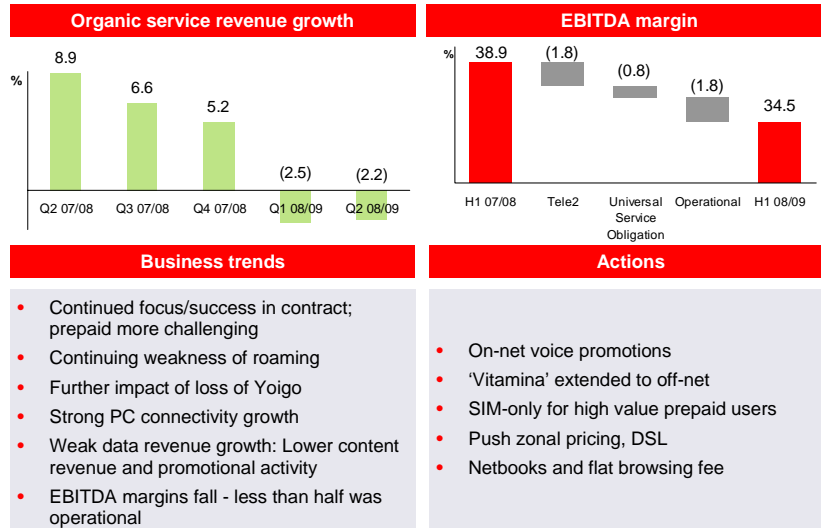 Organic service revenue growth
%
8.9
6.6
5.2
(2.5)
(2.2)
Q2 07/08
Q3 07/08
Q4 07/08
Q1 08/09
Q2 08/09
EBITDA margin
%
38.9
(1.8)
(0.8)
(1.8)
34.5
H1 07/08
Tele2
Universal
Service
Obligation
Operational
H1 08/09
Business trends
• Continued focus/success in contract;
prepaid more challenging
• Continuing weakness of roaming
• Further impact of loss of Yoigo
• Strong PC connectivity growth
• Weak data revenue growth: Lower content
revenue and promotional activity
• EBITDA margins fall - less than half was
operational
Actions
• On-net voice promotions
• ‘Vitamina’ extended to off-net
• SIM-only for high value prepaid users
• Push zonal pricing, DSL
• Netbooks and flat browsing fee